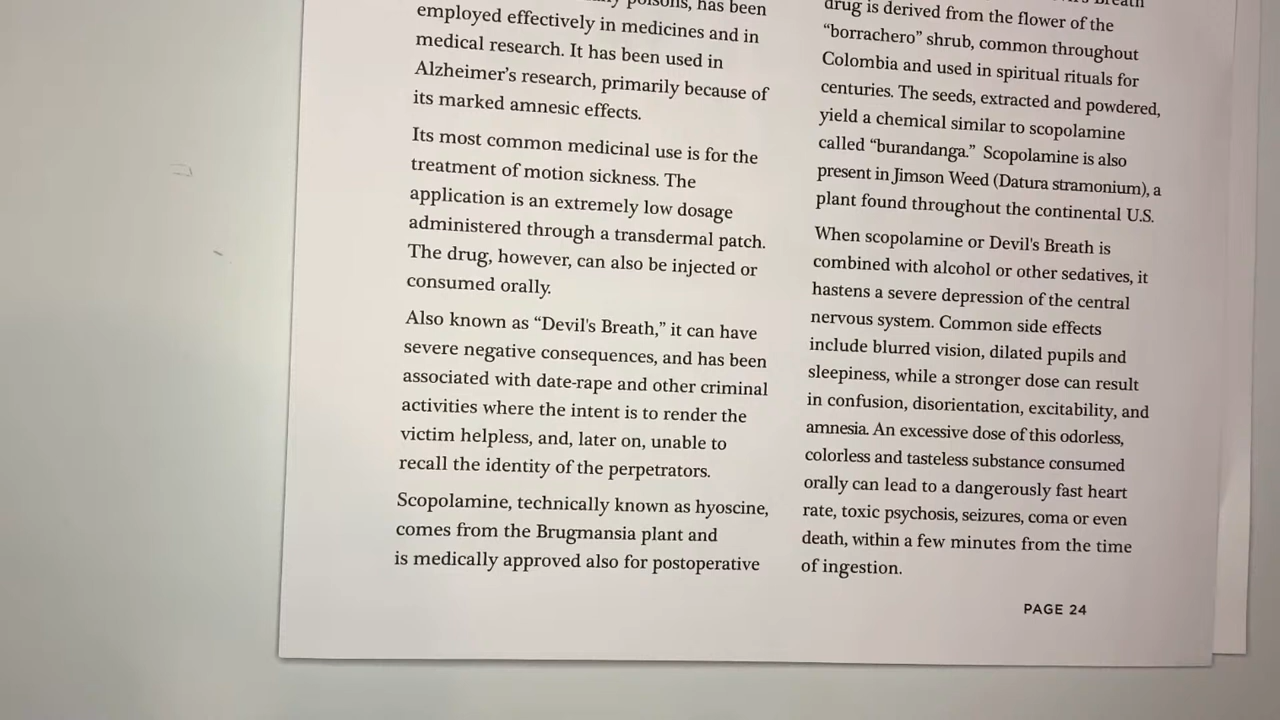 poisons, has been
employed effectively in medicines and in
medical research. It has been used in
Alzheimer’s research, primarily because of
its marked amnesic effects.
Its most common medicinal use is for the
treatment of motion sickness. The
application is an extremely low dosage
administered through a transdermal patch.
The drug, however, can also be injected or
consumed orally.
Also known as “Devil's Breath,” it can have
severe negative consequences, and has been
associated with date-rape and other criminal
activities where the intent is to render the
victim helpless, and, later on, unable to
recall the identity of the perpetrators.
Scopolamine, technically known as hyoscine,
comes from the Brugmansia plant and
is medically approved also for postoperative
Breath
drug is derived from the flower of the
“borrachero” shrub, common throughout
Colombia and used in spiritual rituals for
centuries. The seeds, extracted and powdered,
yield a chemical similar to scopolamine
called “burandanga.” Scopolamine is also
present in Jimson Weed (Datura stramonium), a
plant found throughout the continental U.S.
When scopolamine or Devil's Breath is
combined with alcohol or other sedatives, it
hastens a severe depression of the central
nervous system. Common side effects
include blurred vision, dilated pupils and
sleepiness, while a stronger dose can result
in confusion, disorientation, excitability, and
amnesia. An excessive dose of this odorless,
colorless and tasteless substance consumed
orally can lead to a dangerously fast heart
rate, toxic psychosis, seizures, coma or even
death, within a few minutes from the time
of ingestion.
PAGE 24